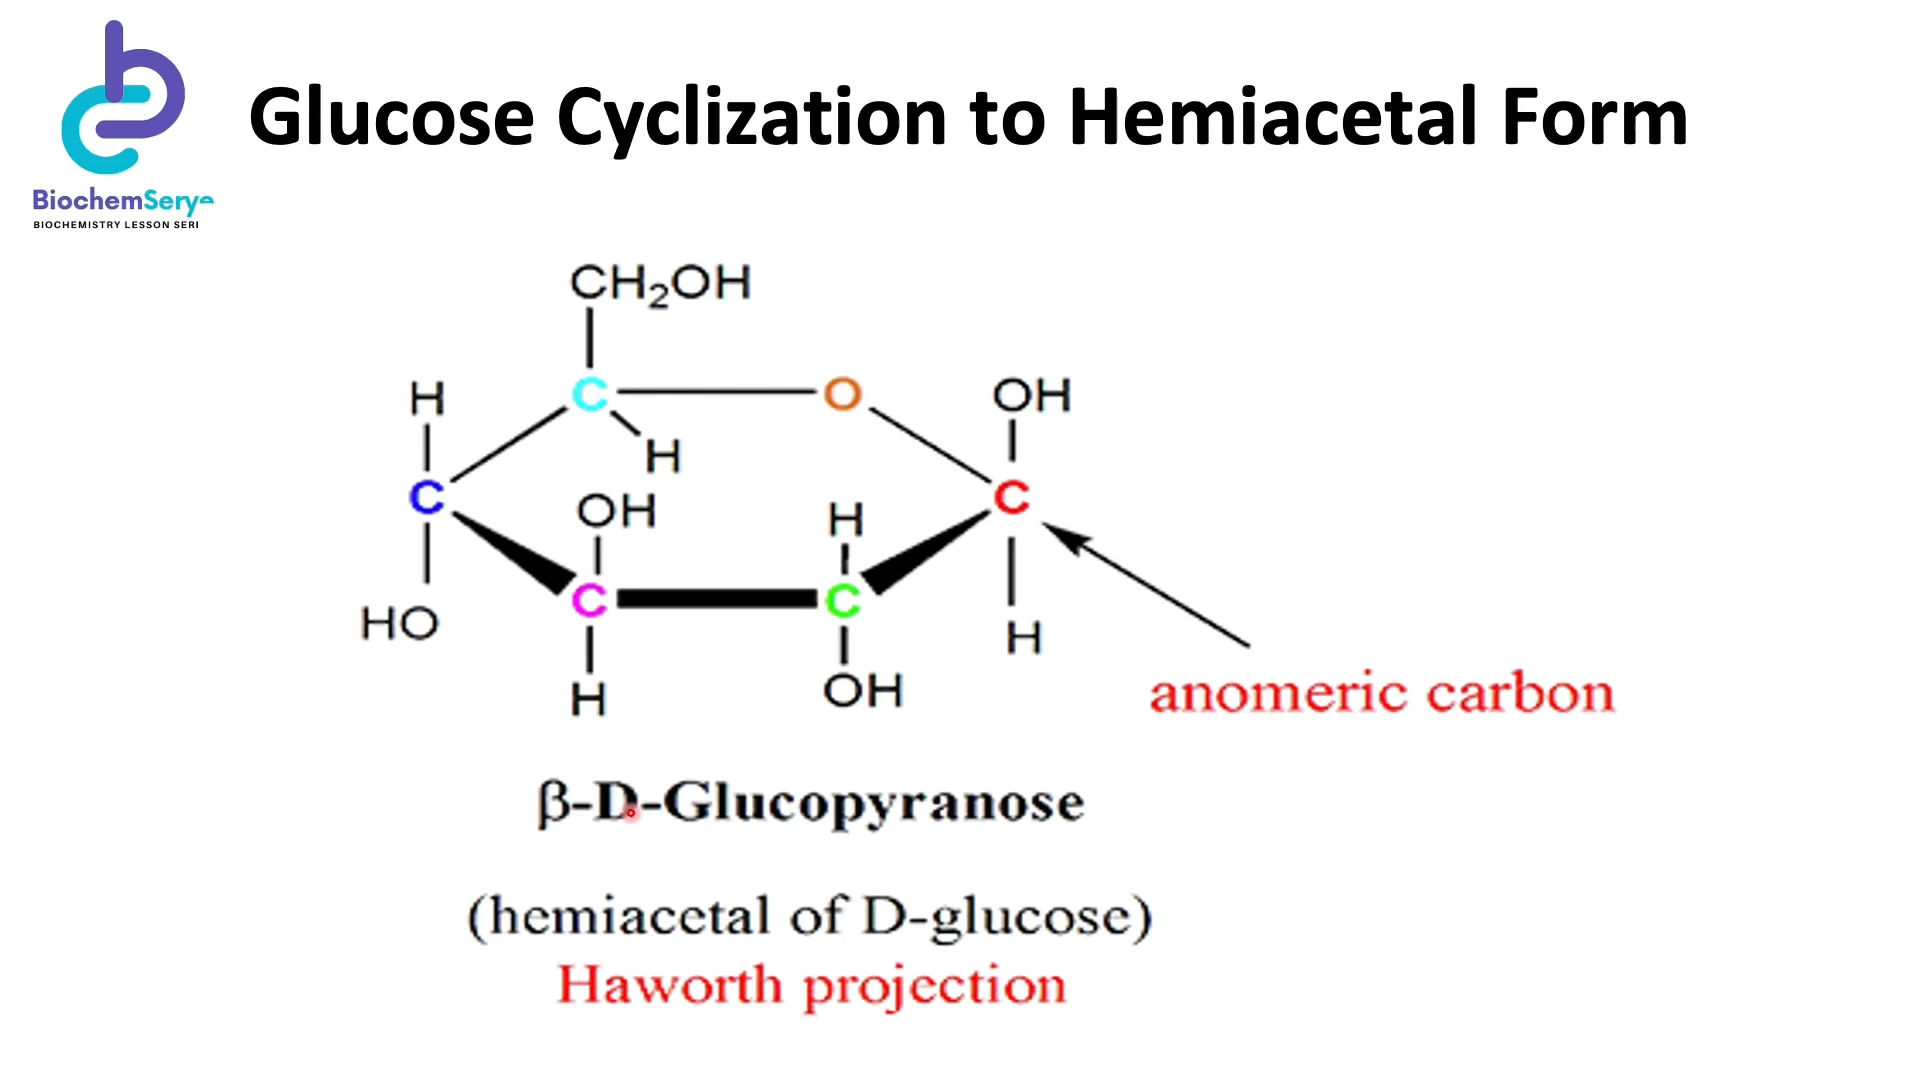 BiochemSerye
BIOCHEMISTRY LESSON SERI
Glucose Cyclization to Hemiacetal Form
CH2OH
H
C
O
OH
H
C
OH
H
C
C
C
HO
H
H
OH
anomeric carbon
β-D-Glucopyranose
(hemiacetal of D-glucose)
Haworth projection